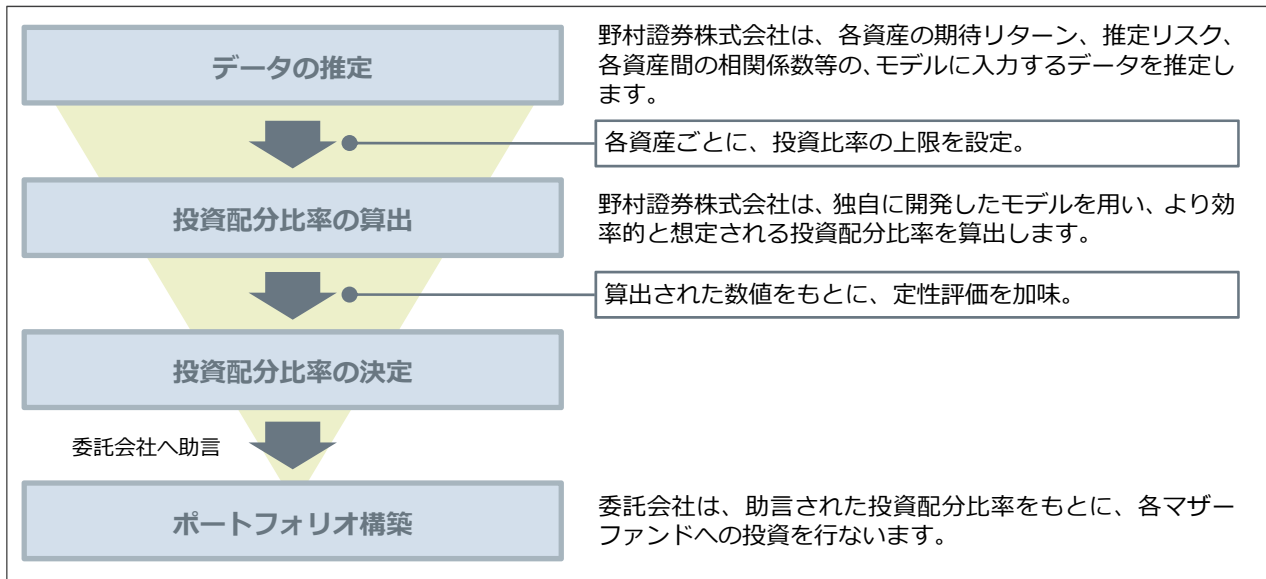 データの推定
野村證券株式会社は、各資産の期待リターン、推定リスク、
各資産間の相関係数等の、モデルに入力するデータを推定し
ます。
各資産ごとに、投資比率の上限を設定。
投資配分比率の算出
野村證券株式会社は、独自に開発したモデルを用い、より効
率的と想定される投資配分比率を算出します。
算出された数値をもとに、定性評価を加味。
投資配分比率の決定
委託会社へ助言
ポートフォリオ構築
委託会社は、助言された投資配分比率をもとに、各マザー
ファンドへの投資を行ないます。